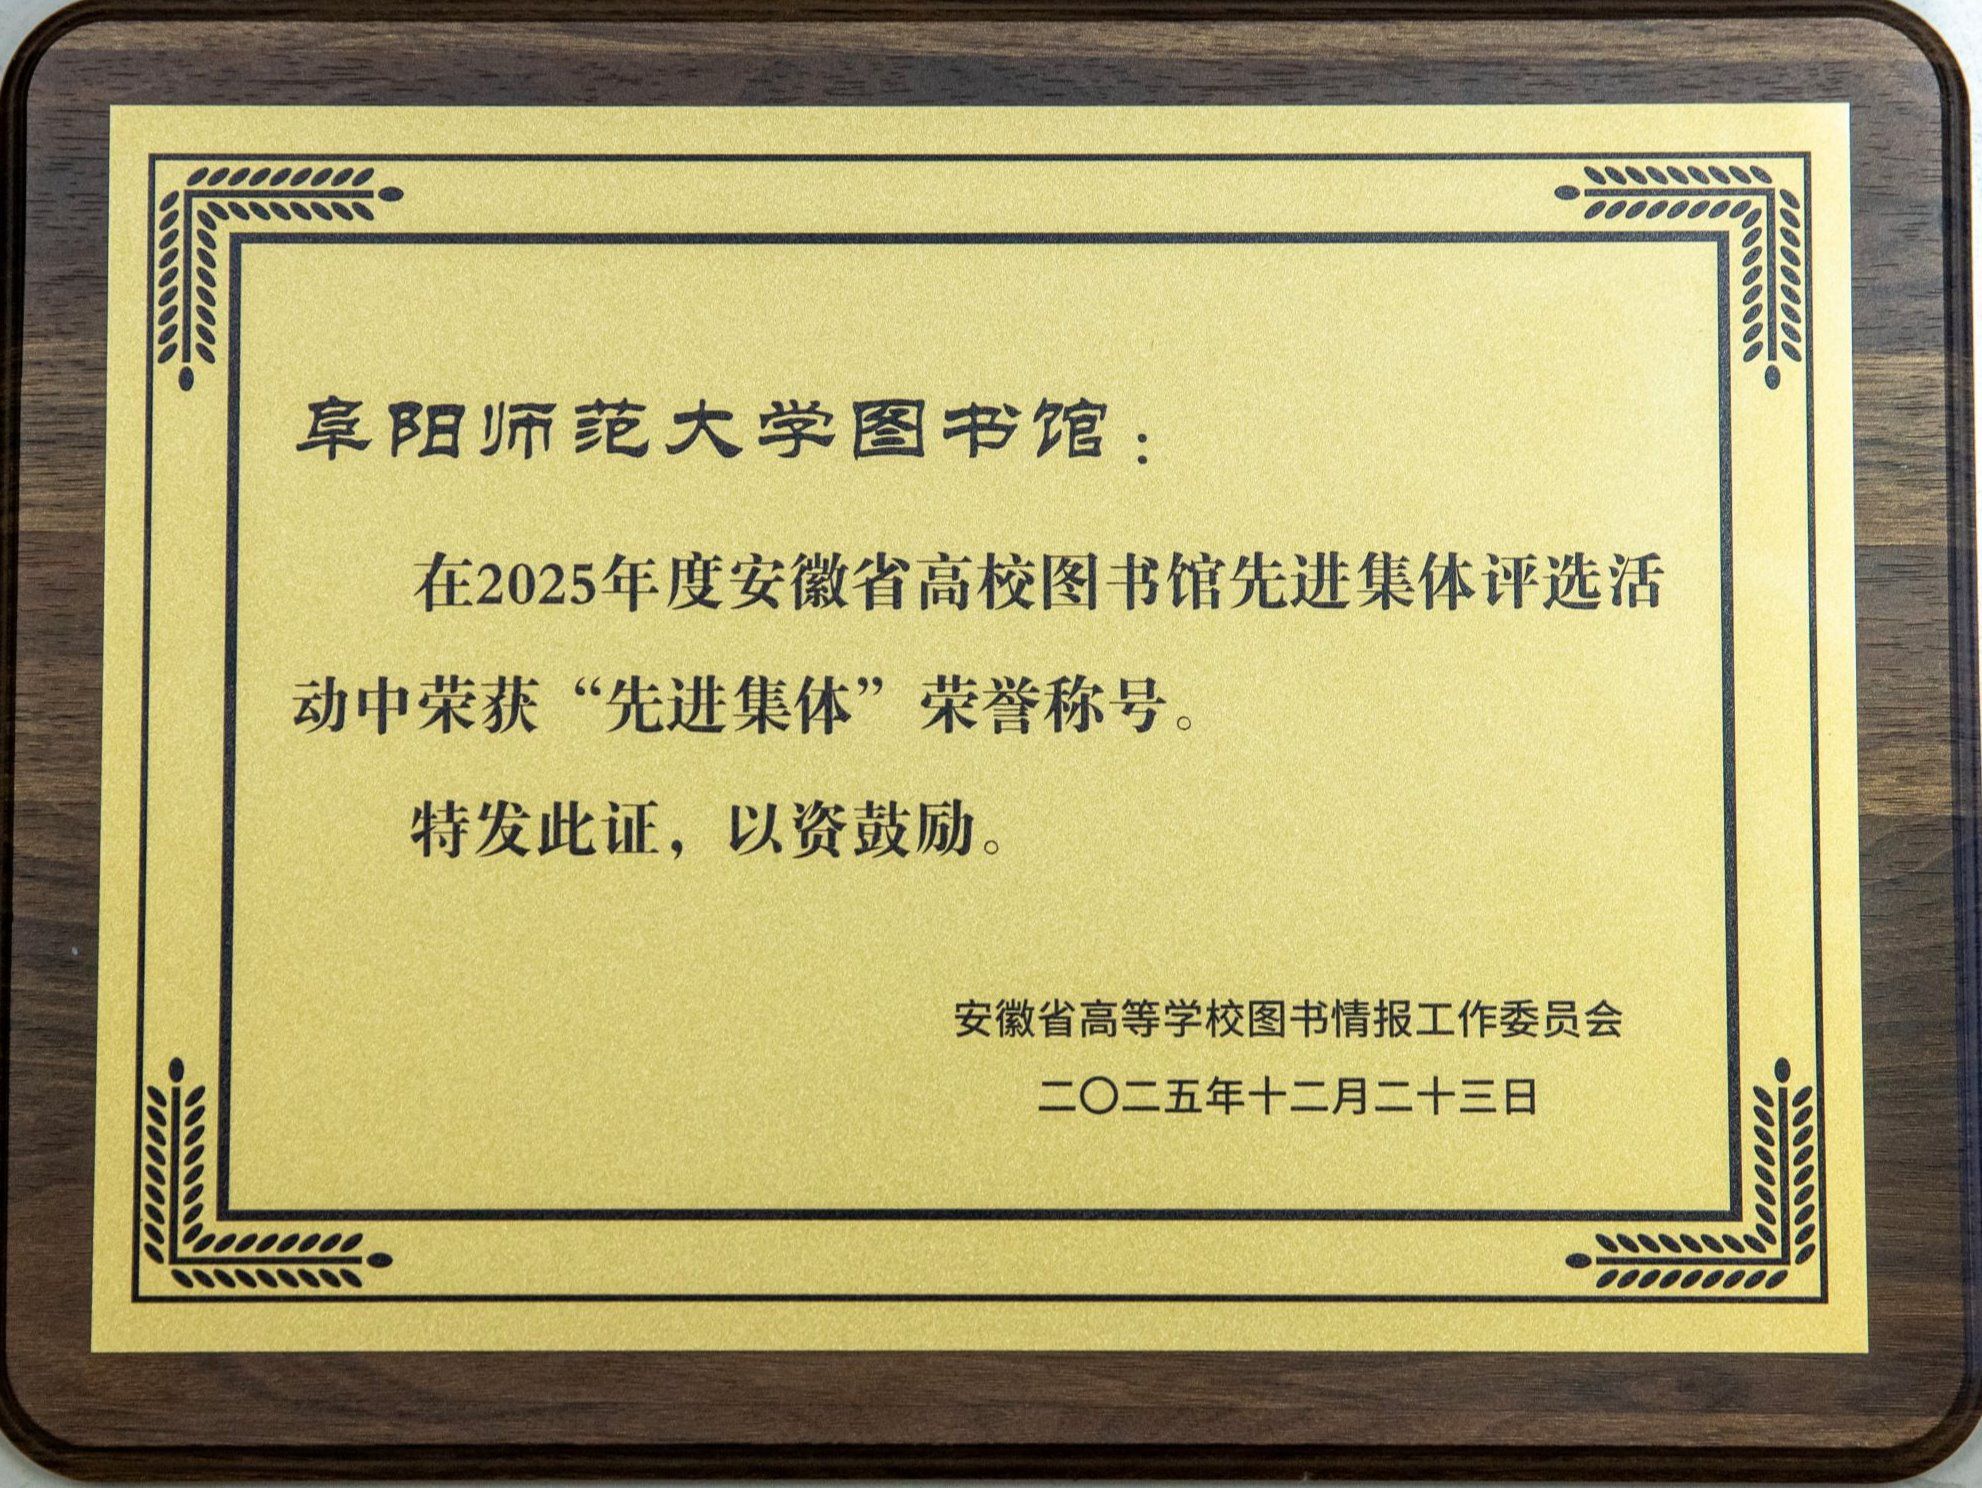 阜阳师范大学图书馆：
在2025年度安徽省高校图书馆先进集体评选活
动中荣获“先进集体”荣誉称号。
特发此证，以资鼓励。
安徽省高等学校图书情报工作委员会
二〇二五年十二月二十三日